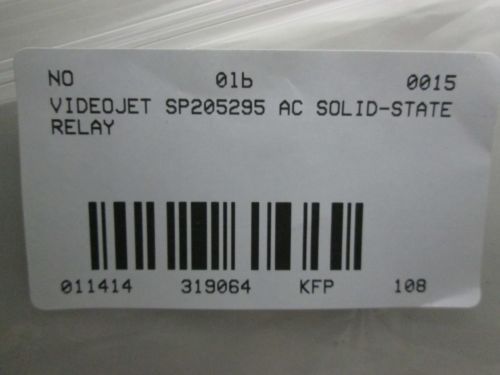 NO 01b 0015
VIDEOJET SP205295 AC SOLID-STATE
RELAY
011414 319064 KFP 108